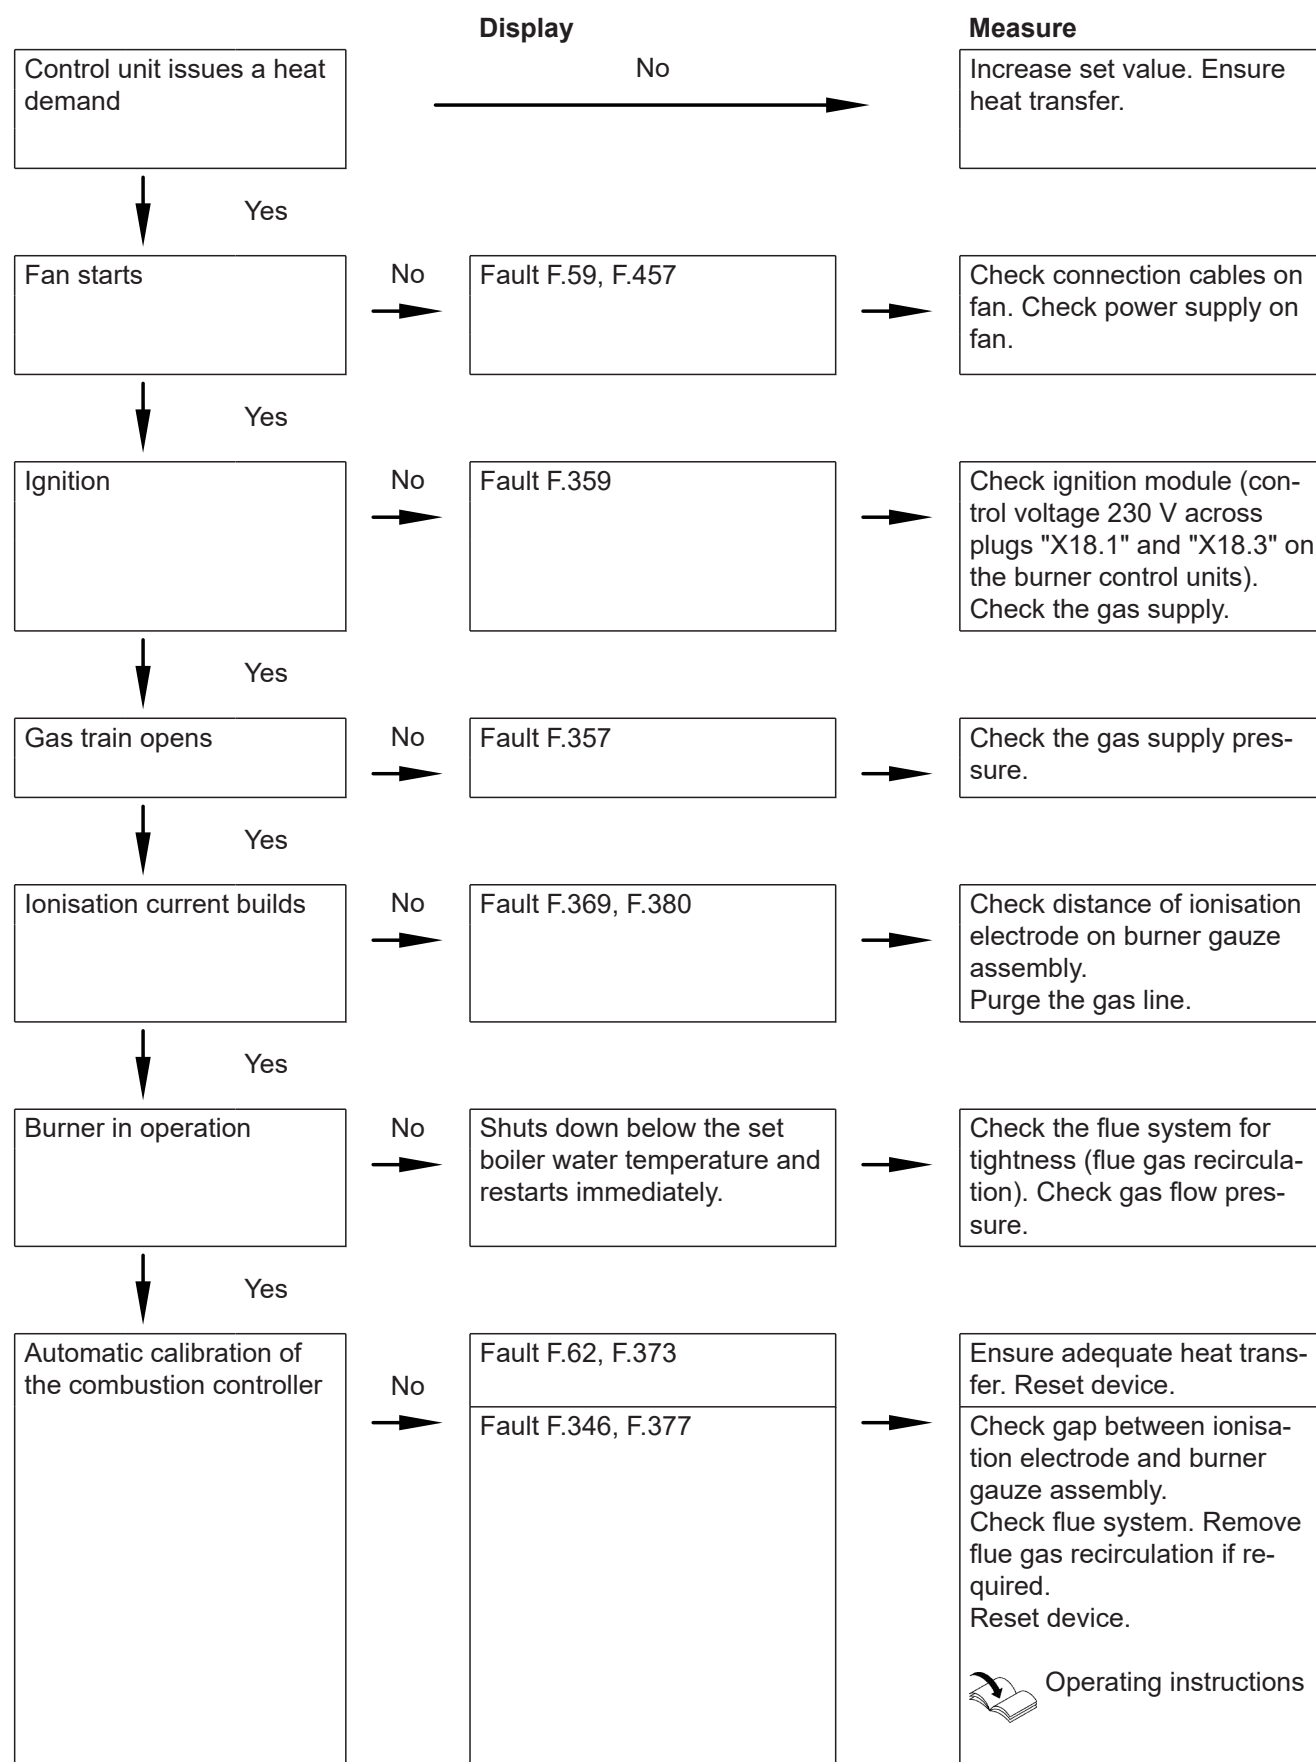 Display
Measure
Control unit issues a heat
demand
No
Increase set value. Ensure
heat transfer.
Yes
Fan starts
No
Fault F.59, F.457
Check connection cables on
fan. Check power supply on
fan.
Yes
Ignition
No
Fault F.359
Check ignition module (con-
trol voltage 230 V across
plugs "X18.1" and "X18.3" on
the burner control units).
Check the gas supply.
Yes
Gas train opens
No
Fault F.357
Check the gas supply pres-
sure.
Yes
Ionisation current builds
No
Fault F.369, F.380
Check distance of ionisation
electrode on burner gauze
assembly.
Purge the gas line.
Yes
Burner in operation
No
Shuts down below the set
boiler water temperature and
restarts immediately.
Check the flue system for
tightness (flue gas recircula-
tion). Check gas flow pres-
sure.
Yes
Automatic calibration of
the combustion controller
No
Fault F.62, F.373
Ensure adequate heat trans-
fer. Reset device.
Fault F.346, F.377
Check gap between ionisa-
tion electrode and burner
gauze assembly.
Check flue system. Remove
flue gas recirculation if re-
quired.
Reset device.
Operating instructions